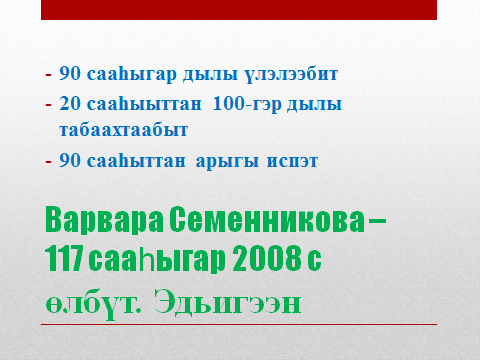 - 90 сааһыгар дылы үлэлээбит
- 20 сааһыыттан 100-гэр дылы
табаахтаабыт
- 90 сааһыттан арыгы испэт
Варвара Семенникова –
117 сааһыгар 2008 с
өлбүт. Эдьигээн